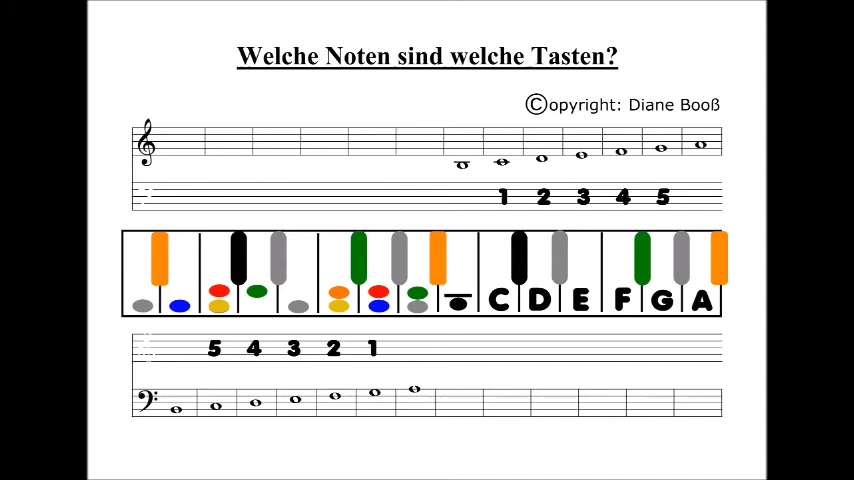 Welche Noten sind welche Tasten?
©opyright: Diane Booß
1 2 3 4 5
C D E F G A
5 4 3 2 1